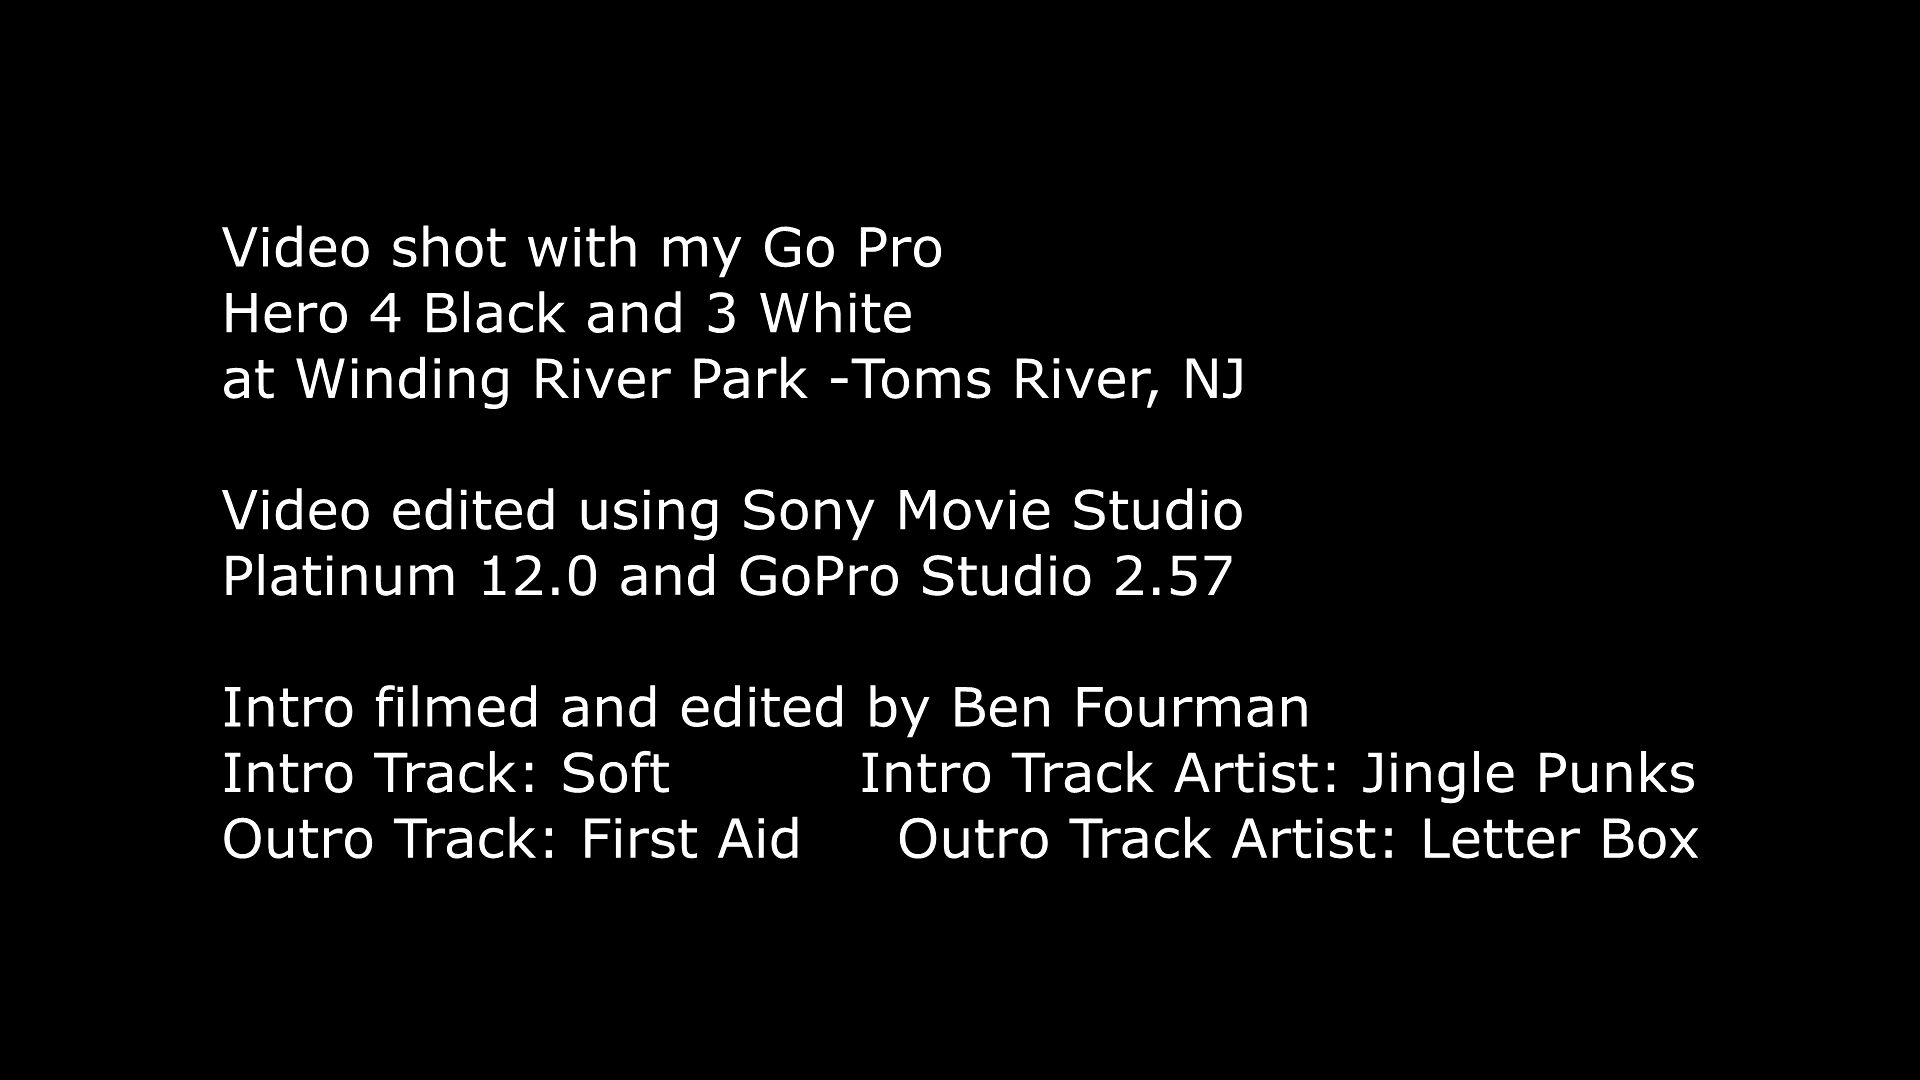 Video shot with my Go Pro
Hero 4 Black and 3 White
at Winding River Park -Toms River, NJ
Video edited using Sony Movie Studio
Platinum 12.0 and GoPro Studio 2.57
Intro filmed and edited by Ben Fourman
Intro Track: Soft Intro Track Artist: Jingle Punks
Outro Track: First Aid Outro Track Artist: Letter Box